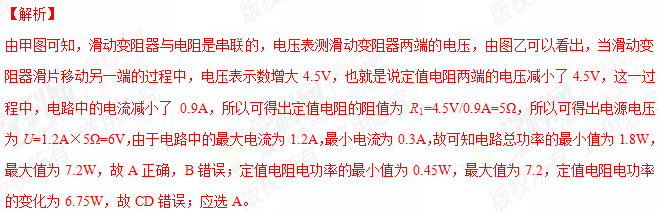 【解析】
由甲图可知，滑动变阻器与电阻是串联的，电压表测滑动变阻器两端的电压，由图乙可以看出，当滑动变
阻器滑片移动另一端的过程中，电压表示数增大 4.5V，也就是说定值电阻两端的电压减小了 4.5V，这一过
程中，电路中的电流减小了 0.9A，所以可得出定值电阻的阻值为 R₁=4.5V/0.9A=5Ω，所以可得出电源电压
为 U=1.2A×5Ω=6V，由于电路中的最大电流为 1.2A，最小电流为 0.3A，故可知电路总功率的最小值为 1.8W，
最大值为 7.2W，故 A 正确，B 错误；定值电阻电功率的最小值为 0.45W，最大值为 7.2，定值电阻电功率
的变化为 6.75W，故 CD 错误；应选 A。